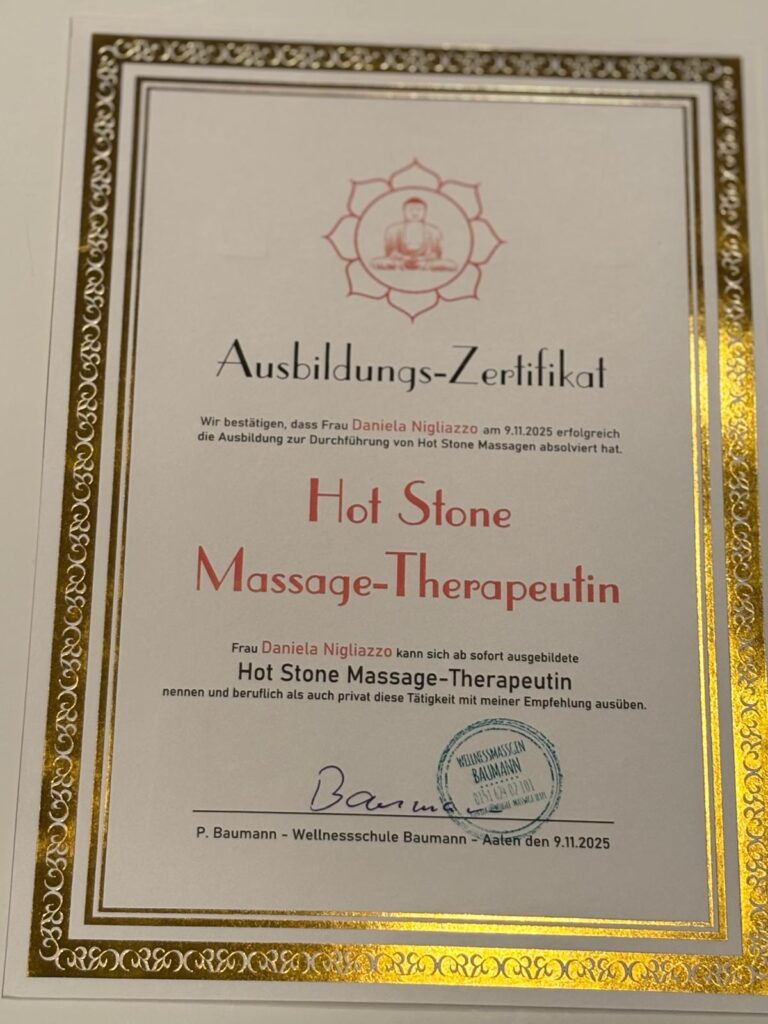 Ausbildungs-Zertifikat
Wir bestätigen, dass Frau Daniela Nigliazzo am 9.11.2025 erfolgreich
die Ausbildung zur Durchführung von Hot Stone Massagen absolviert hat.
Hot Stone
Massage-Therapeutin
Frau Daniela Nigliazzo kann sich ab sofort ausgebildete
Hot Stone Massage-Therapeutin
nennen und beruflich als auch privat diese Tätigkeit mit meiner Empfehlung ausüben.
WELLNESSMASSGEN
BAUMANN
Baumann
P. Baumann - Wellnessschule Baumann - Aalen den 9.11.2025